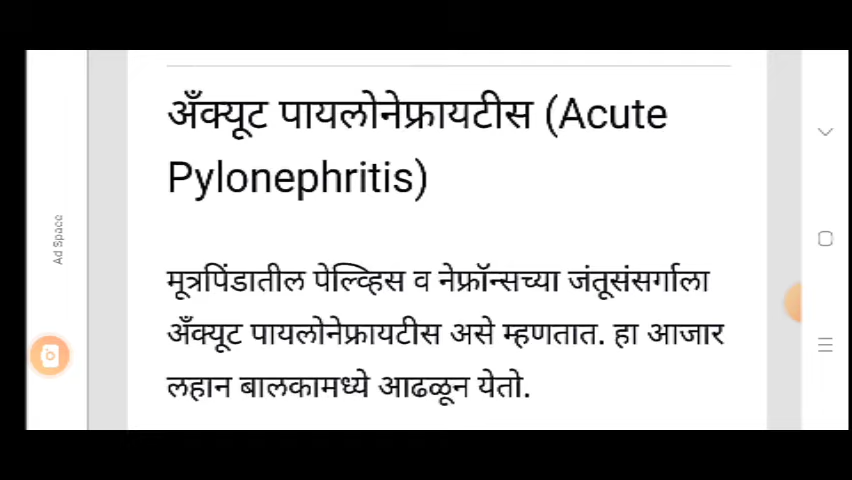 अँक्यूट पायलोनेफ्रायटीस (Acute
Pylonephritis)
मूत्रपिंडातील पेल्व्हिस व नेफ्रॉन्सच्या जंतूसंसर्गाला
अँक्यूट पायलोनेफ्रायटीस असे म्हणतात. हा आजार
लहान बालकामध्ये आढळून येतो.
Ad Space